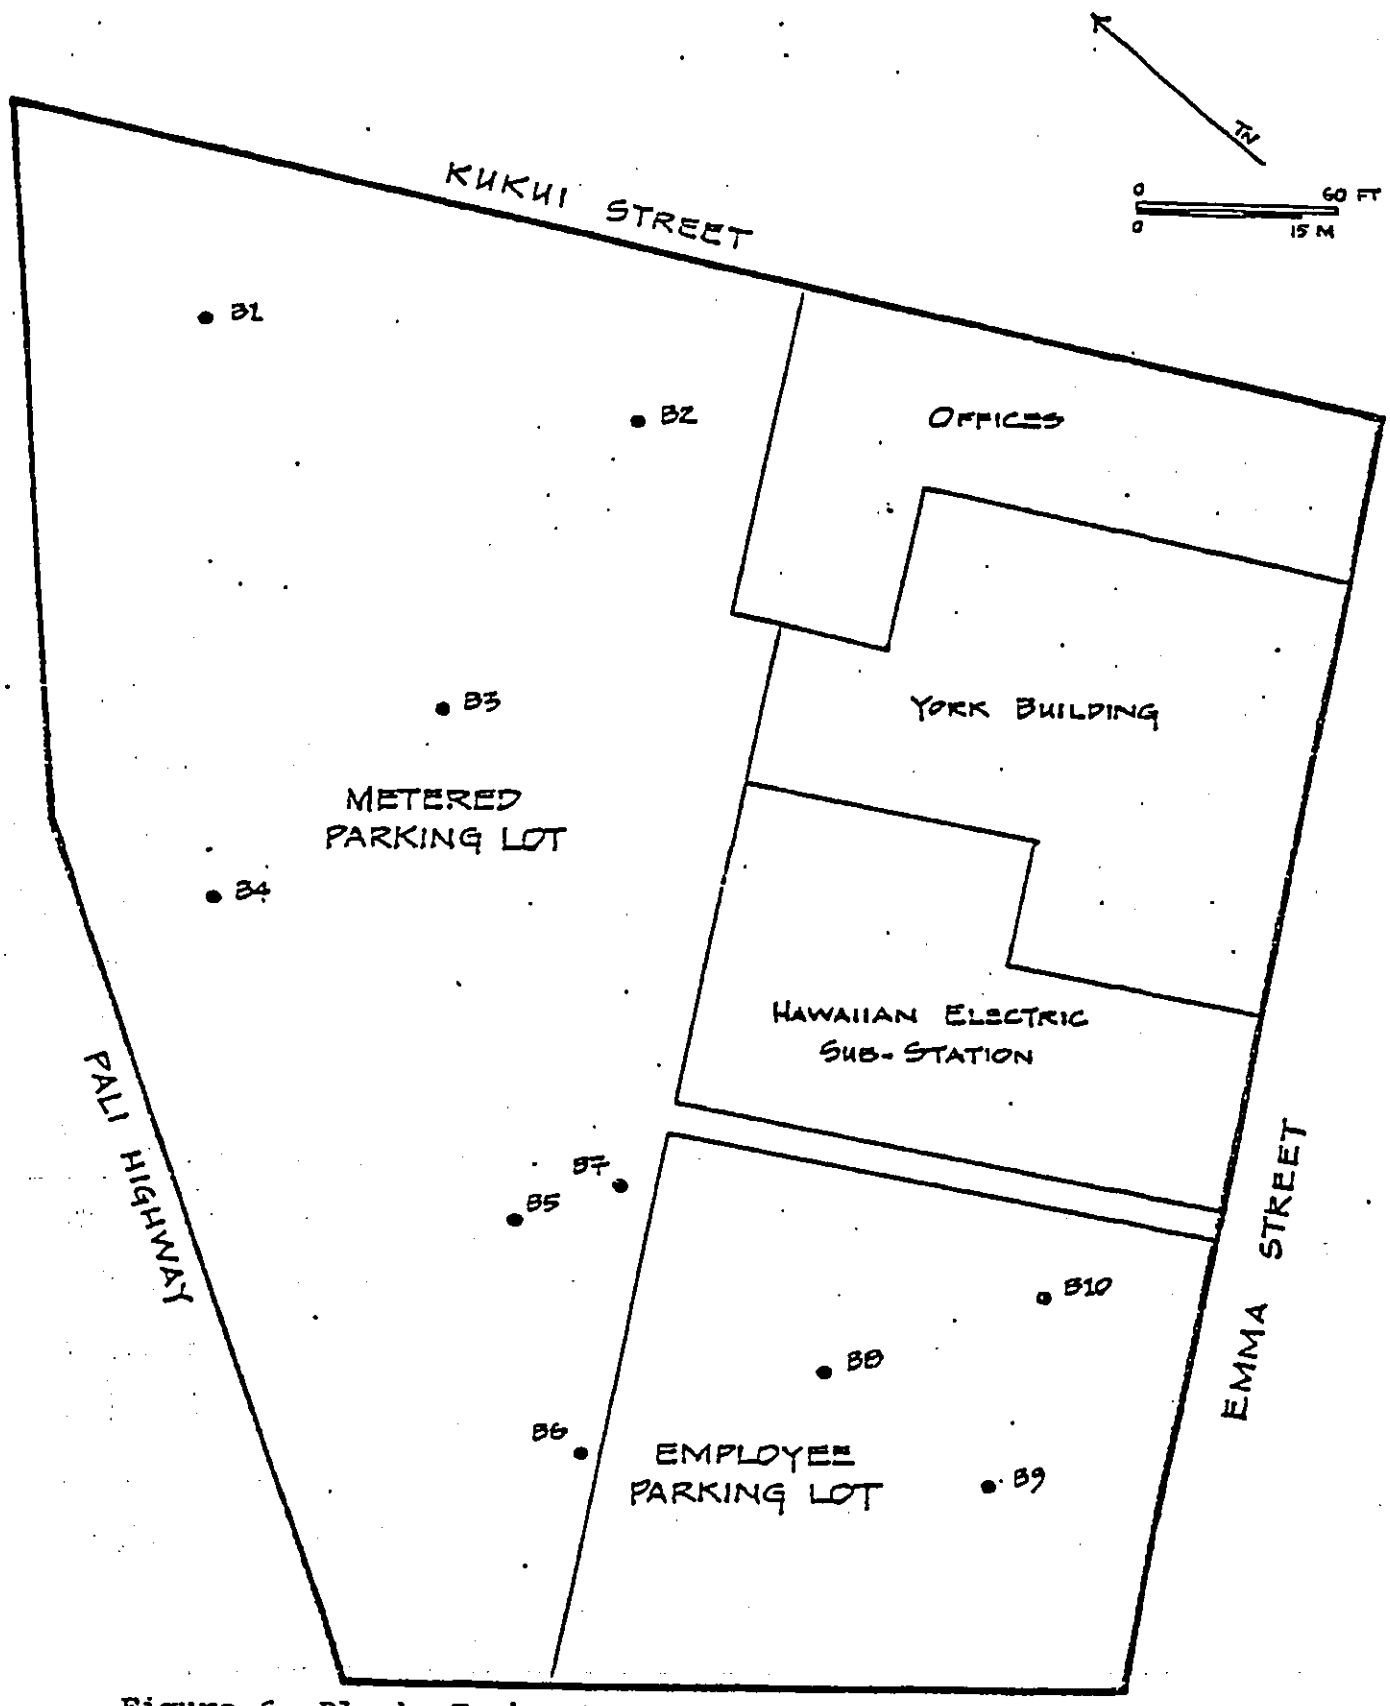 TN
0 60 FT
0 15 M
KUKUI STREET
B1
B2
OFFICES
B3
YORK BUILDING
METERED
PARKING LOT
B4
HAWAIIAN ELECTRIC
SUB-STATION
PALI HIGHWAY
EMMA STREET
B7
B5
B10
B8
B6
EMPLOYEE
PARKING LOT
B9